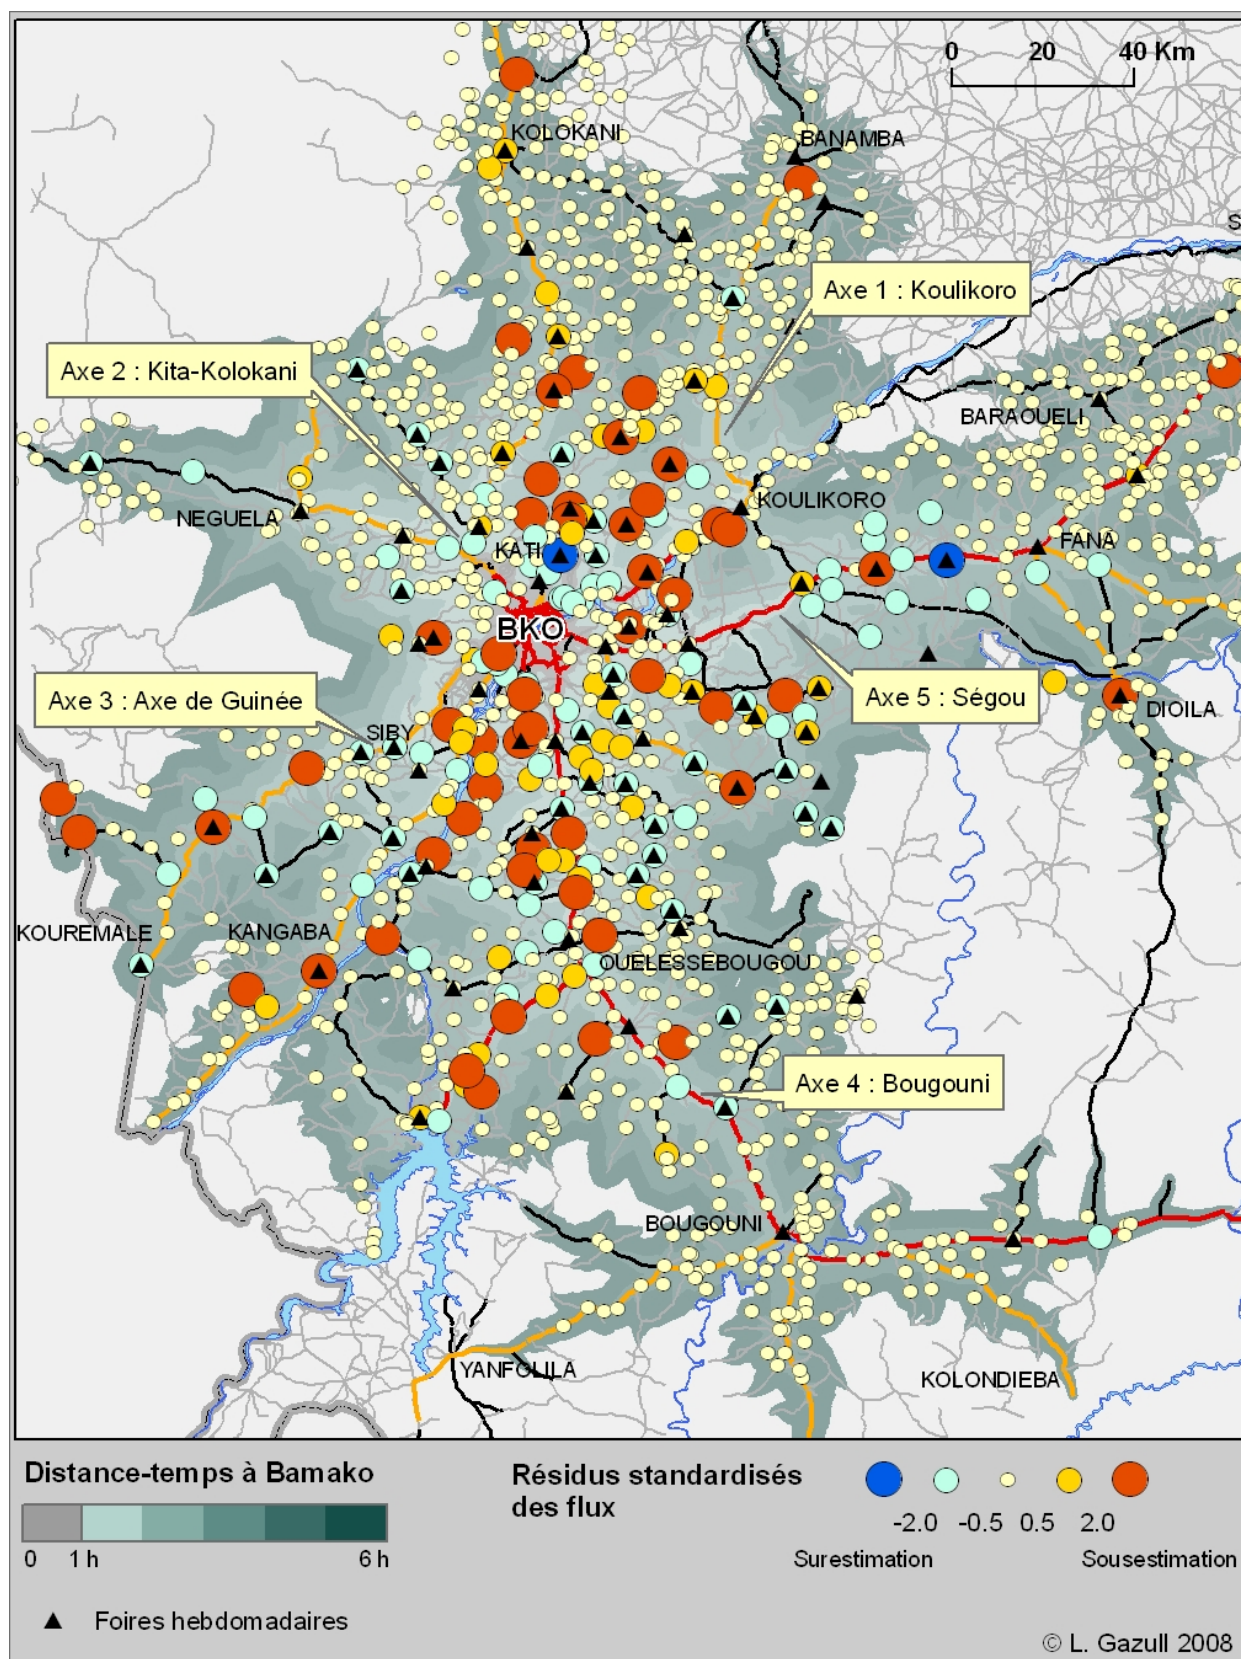 0 20 40 Km
KOLOKANI
BANAMBA
S
Axe 1 : Koulikoro
Axe 2 : Kita-Kolokani
BARAOUELI
KOULIKORO
NEGUELA
FANA
KATI
BKO
Axe 3 : Axe de Guinée
Axe 5 : Ségou
DIOILA
SIBY
KOUREMALE
KANGABA
OUELESSEBOUGOU
Axe 4 : Bougouni
BOUGOUNI
YANFOLILA
KOLONDIEBA
Distance-temps à Bamako
0 1 h 6 h
Résidus standardisés
des flux
-2.0 -0.5 0.5 2.0
Surestimation Sousestimation
Foires hebdomadaires
© L. Gazull 2008